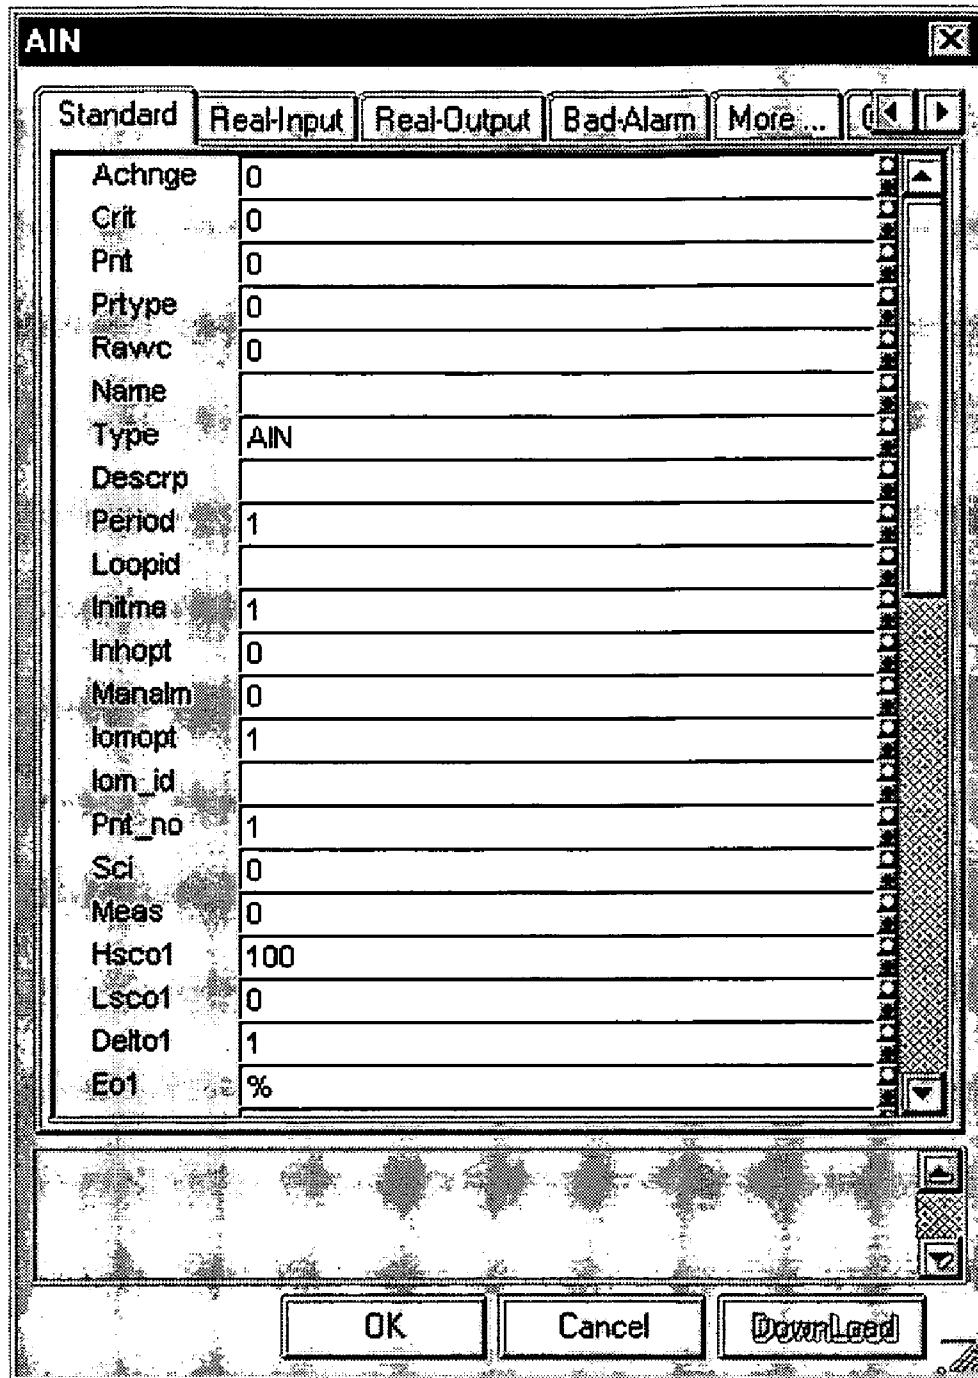 AIN
Standard Real-Input Real-Output Bad-Alarm More ...
Achnge 0
Crit 0
Pnt 0
Prtype 0
Rawc 0
Name
Type AIN
Descrp
Period 1
Loopid
Initma 1
Inhopt 0
Manalm 0
Iomopt 1
Iom_id
Pnt_no 1
Sci 0
Meas 0
Hsco1 100
Lsco1 0
Delto1 1
Eo1 %
OK Cancel DownLoad